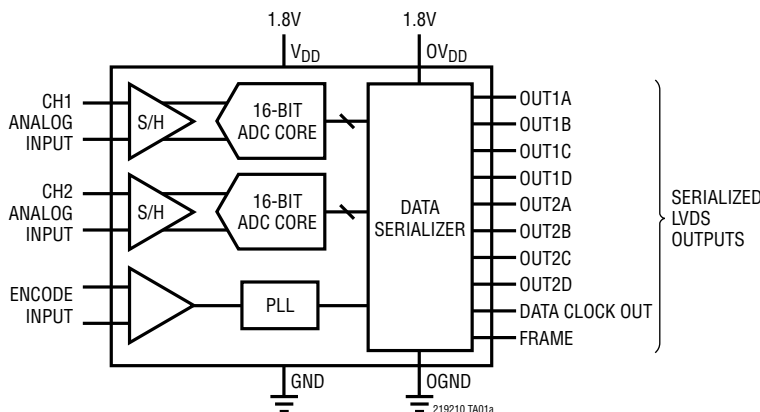 1.8V
1.8V
VDD
OVDD
CH1
ANALOG
INPUT
S/H
16-BIT
ADC CORE
CH2
ANALOG
INPUT
S/H
16-BIT
ADC CORE
ENCODE
INPUT
PLL
DATA
SERIALIZER
OUT1A
OUT1B
OUT1C
OUT1D
OUT2A
OUT2B
OUT2C
OUT2D
DATA CLOCK OUT
FRAME
SERIALIZED
LVDS
OUTPUTS
GND
OGND
219210 TA01a